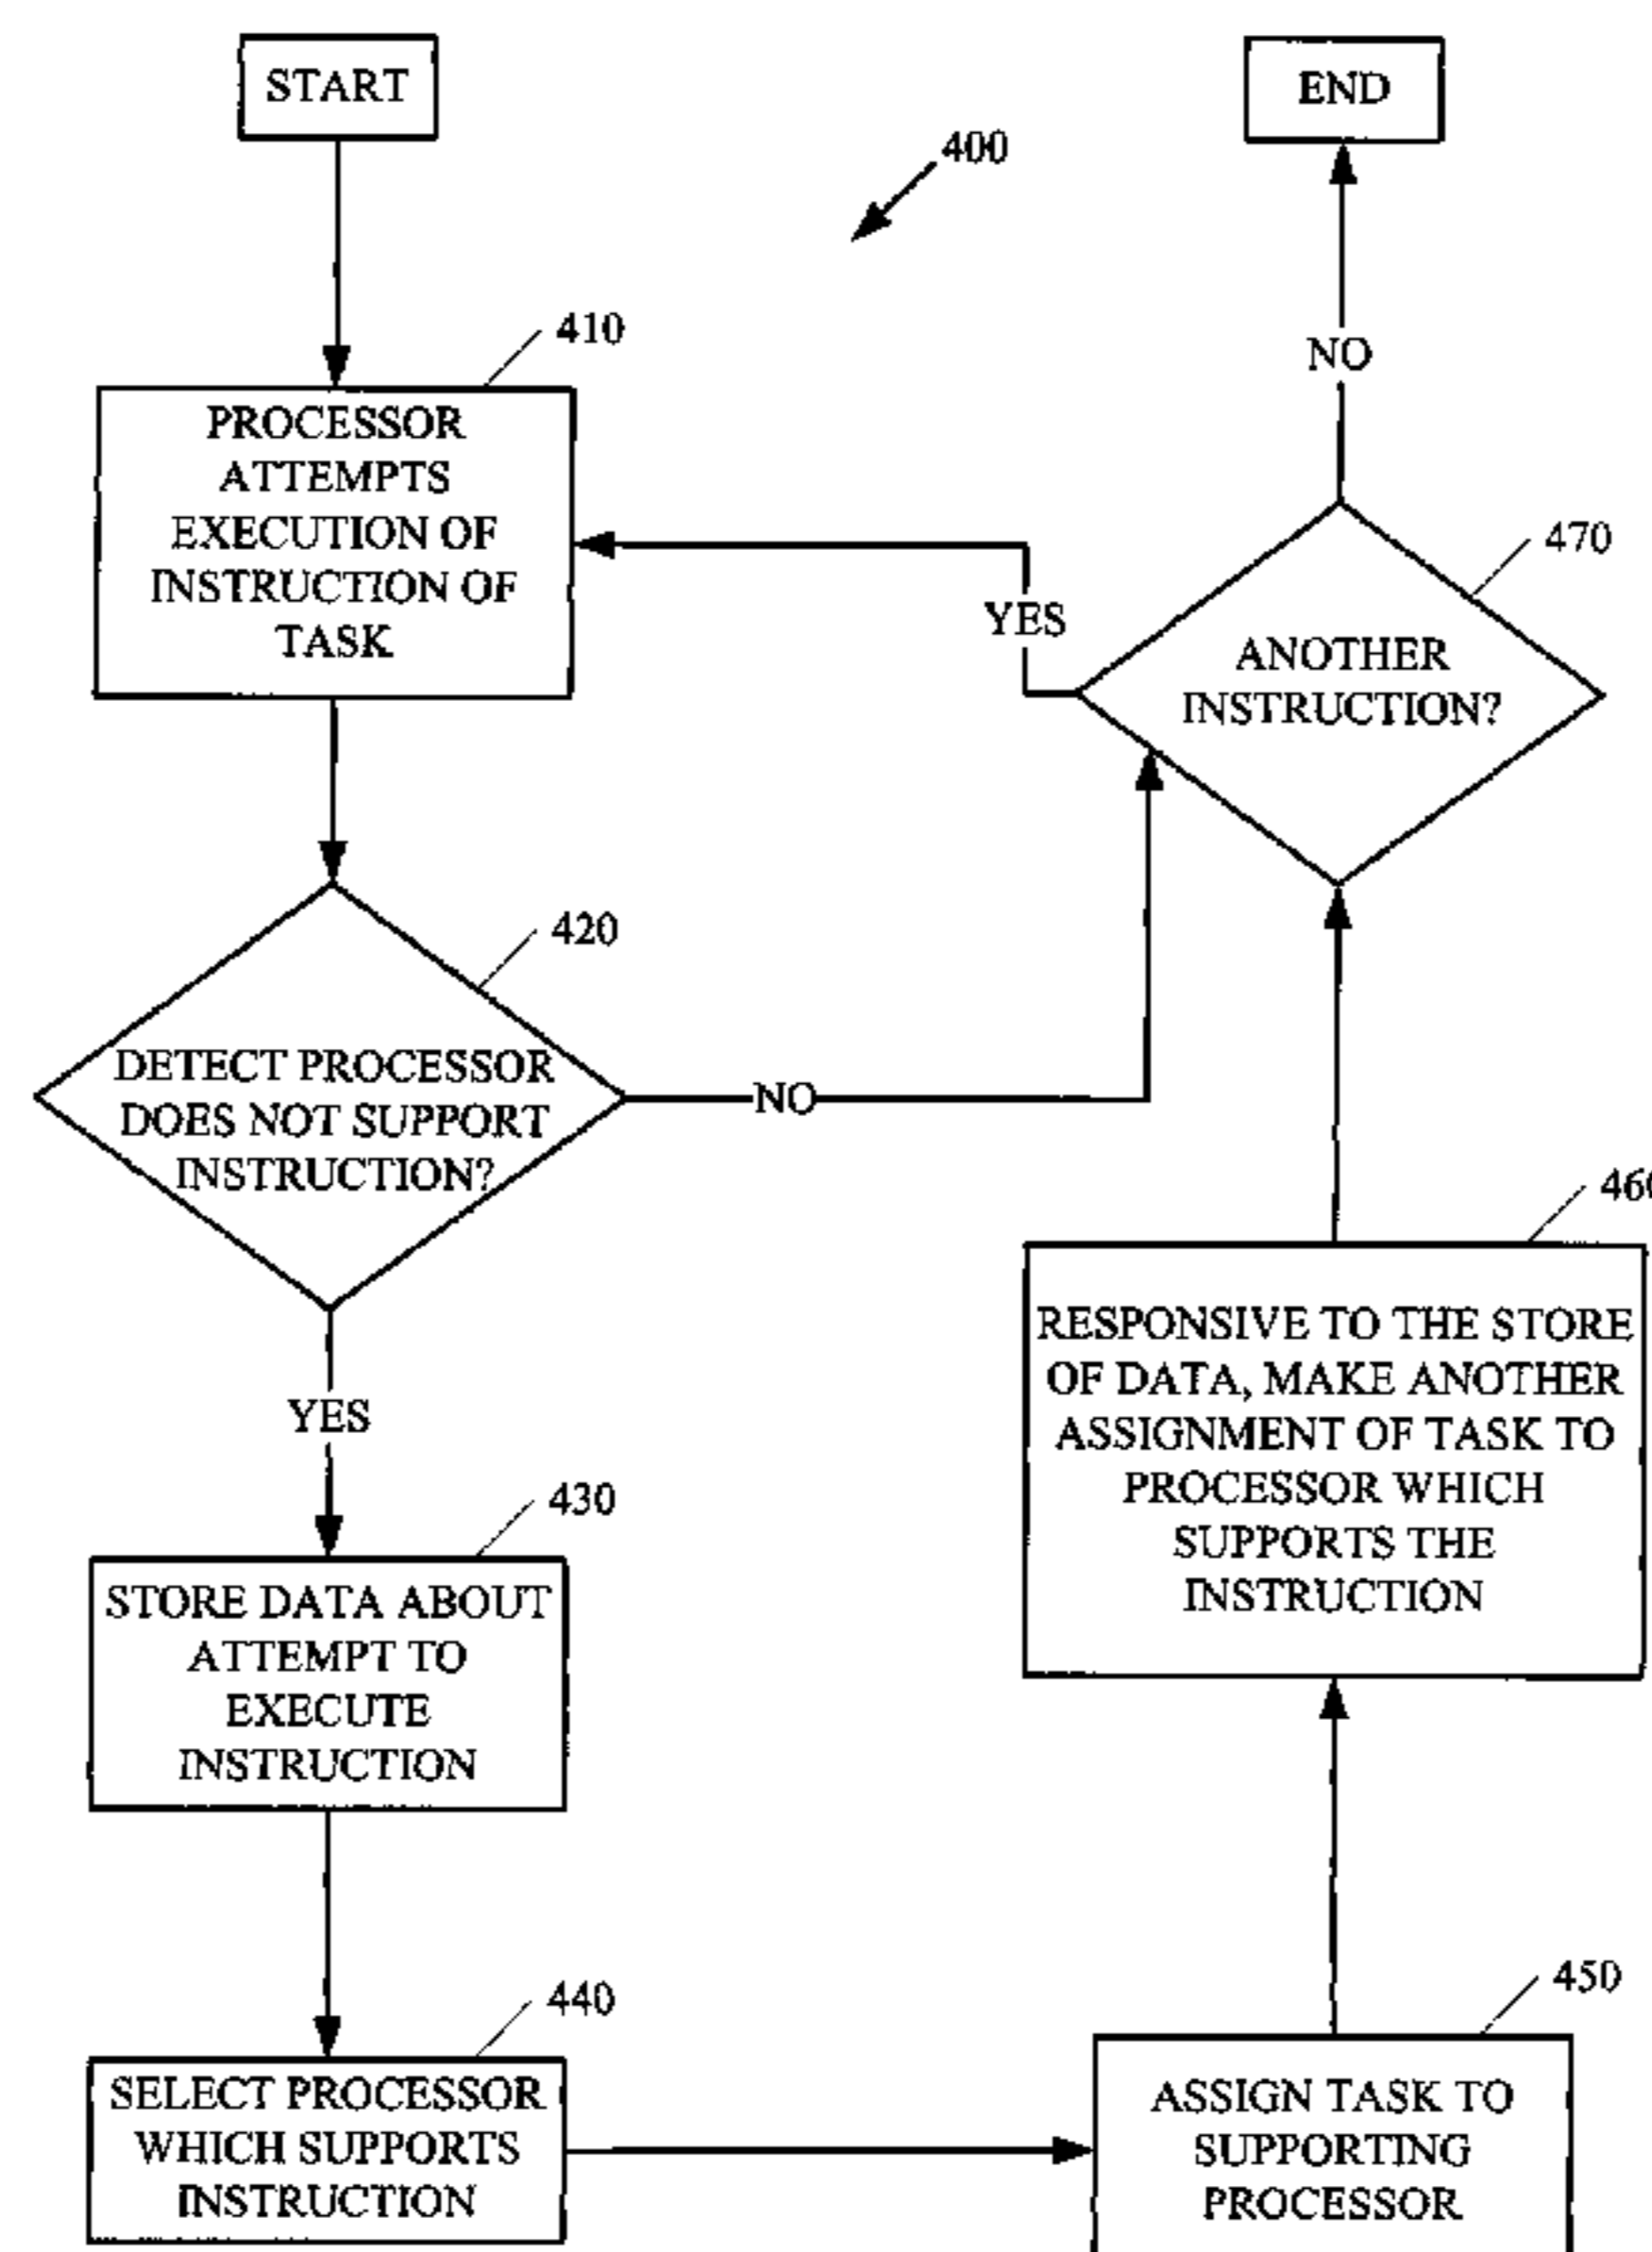 START
END
400
410
PROCESSOR
ATTEMPTS
EXECUTION OF
INSTRUCTION OF
TASK
NO
470
YES
ANOTHER
INSTRUCTION?
420
DETECT PROCESSOR
DOES NOT SUPPORT
INSTRUCTION?
NO
YES
430
STORE DATA ABOUT
ATTEMPT TO
EXECUTE
INSTRUCTION
460
RESPONSIVE TO THE STORE
OF DATA, MAKE ANOTHER
ASSIGNMENT OF TASK TO
PROCESSOR WHICH
SUPPORTS THE
INSTRUCTION
440
SELECT PROCESSOR
WHICH SUPPORTS
INSTRUCTION
450
ASSIGN TASK TO
SUPPORTING
PROCESSOR